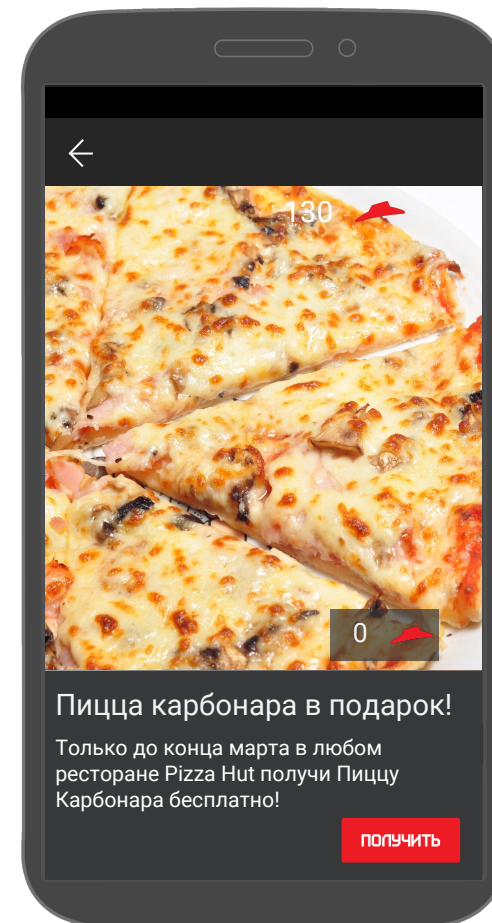 130
0
Пицца карбонара в подарок!
Только до конца марта в любом
ресторане Pizza Hut получи Пиццу
Карбонара бесплатно!
ПОЛУЧИТЬ